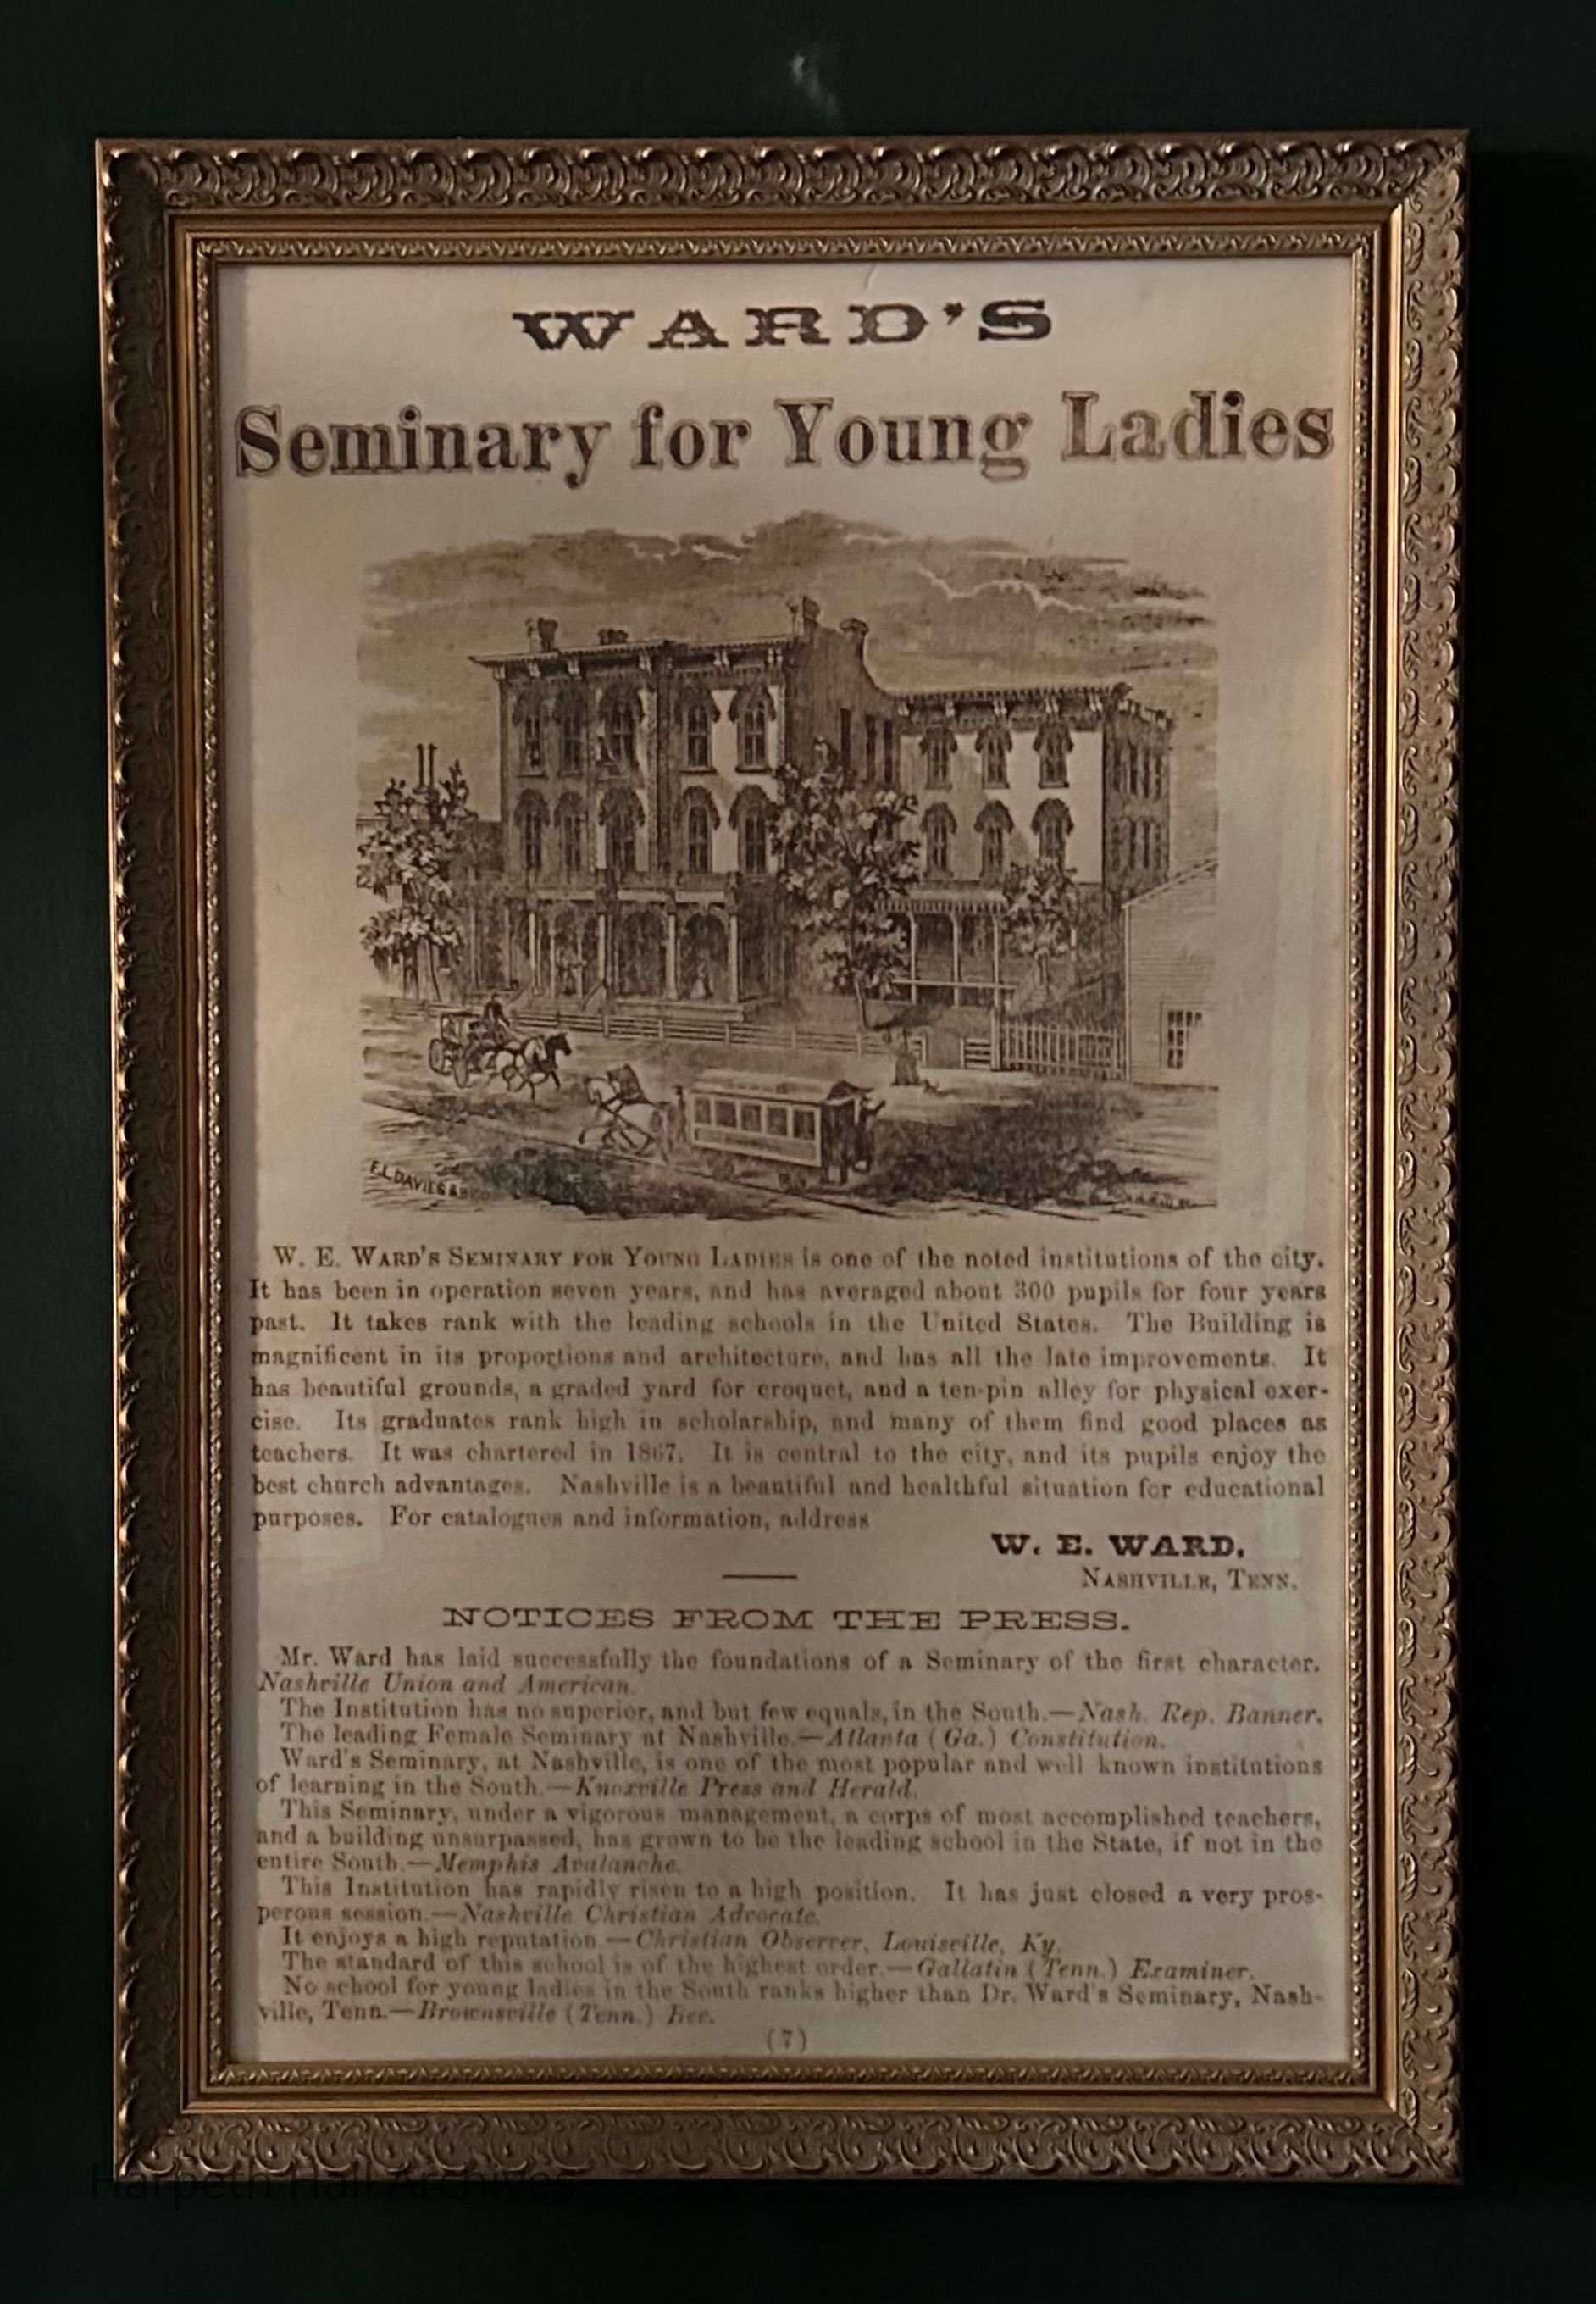 WARD'S
Seminary for Young Ladies
F.L. DAVIES &
W. E. WARD'S SEMINARY FOR YOUNG LADIES is one of the noted institutions of the city.
It has been in operation seven years, and has averaged about 300 pupils for four years
past. It takes rank with the leading schools in the United States. The Building is
magnificent in its proportions and architecture, and has all the late improvements. It
has beautiful grounds, a graded yard for croquet, and a ten-pin alley for physical exer-
cise. Its graduates rank high in scholarship, and many of them find good places as
teachers. It was chartered in 1867. It is central to the city, and its pupils enjoy the
best church advantages. Nashville is a beautiful and healthful situation for educational
purposes. For catalogues and information, address
W. E. WARD,
NASHVILLE, TENN.
NOTICES FROM THE PRESS.
Mr. Ward has laid successfully the foundations of a Seminary of the first character.
Nashville Union and American.
The Institution has no superior, and but few equals, in the South.—Nash. Rep. Banner.
The leading Female Seminary at Nashville.—Atlanta (Ga.) Constitution.
Ward's Seminary, at Nashville, is one of the most popular and well known institutions
of learning in the South.—Knoxville Press and Herald.
This Seminary, under a vigorous management, a corps of most accomplished teachers,
and a building unsurpassed, has grown to be the leading school in the State, if not in the
entire South.—Memphis Avalanche.
This Institution has rapidly risen to a high position. It has just closed a very pros-
perous session.—Nashville Christian Advocate.
It enjoys a high reputation.—Christian Observer, Louisville, Ky.
The standard of this school is of the highest order.—Gallatin (Tenn.) Examiner.
No school for young ladies in the South ranks higher than Dr. Ward's Seminary, Nash-
ville, Tenn.—Brownsville (Tenn.) Bee.
(7)
Harpeth Hall Archives